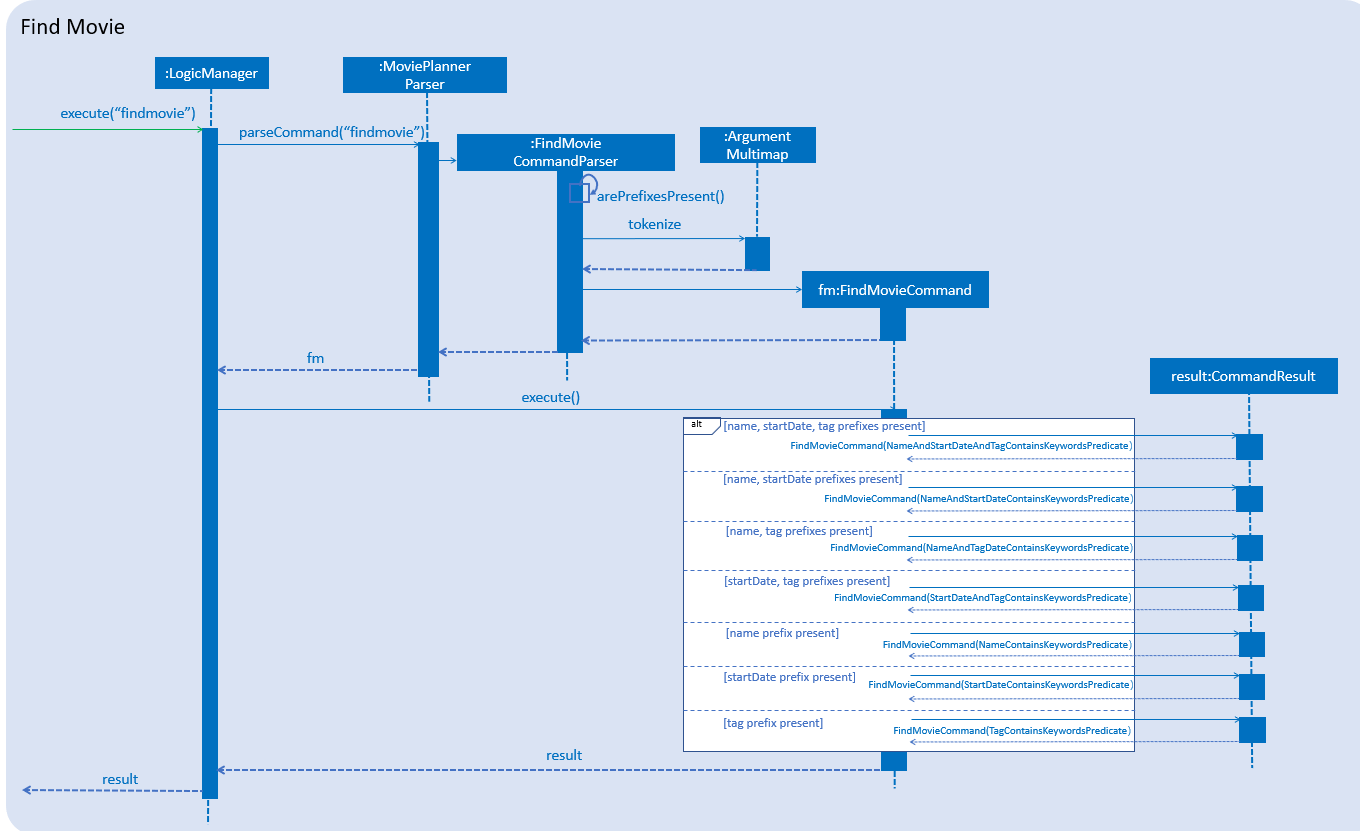 Find Movie
:LogicManager
:MoviePlanner
Parser
execute(“findmovie”)
parseCommand(“findmovie”)
:FindMovie
CommandParser
:Argument
Multimap
arePrefixesPresent()
tokenize
fm:FindMovieCommand
fm
result:CommandResult
execute()
alt
[name, startDate, tag prefixes present]
FindMovieCommand(NameAndStartDateAndTagContainsKeywordsPredicate)
[name, startDate prefixes present]
FindMovieCommand(NameAndStartDateContainsKeywordsPredicate)
[name, tag prefixes present]
FindMovieCommand(NameAndTagDateContainsKeywordsPredicate)
[startDate, tag prefixes present]
FindMovieCommand(StartDateAndTagContainsKeywordsPredicate)
[name prefix present]
FindMovieCommand(NameContainsKeywordsPredicate)
[startDate prefix present]
FindMovieCommand(StartDateContainsKeywordsPredicate)
[tag prefix present]
FindMovieCommand(TagContainsKeywordsPredicate)
result
result